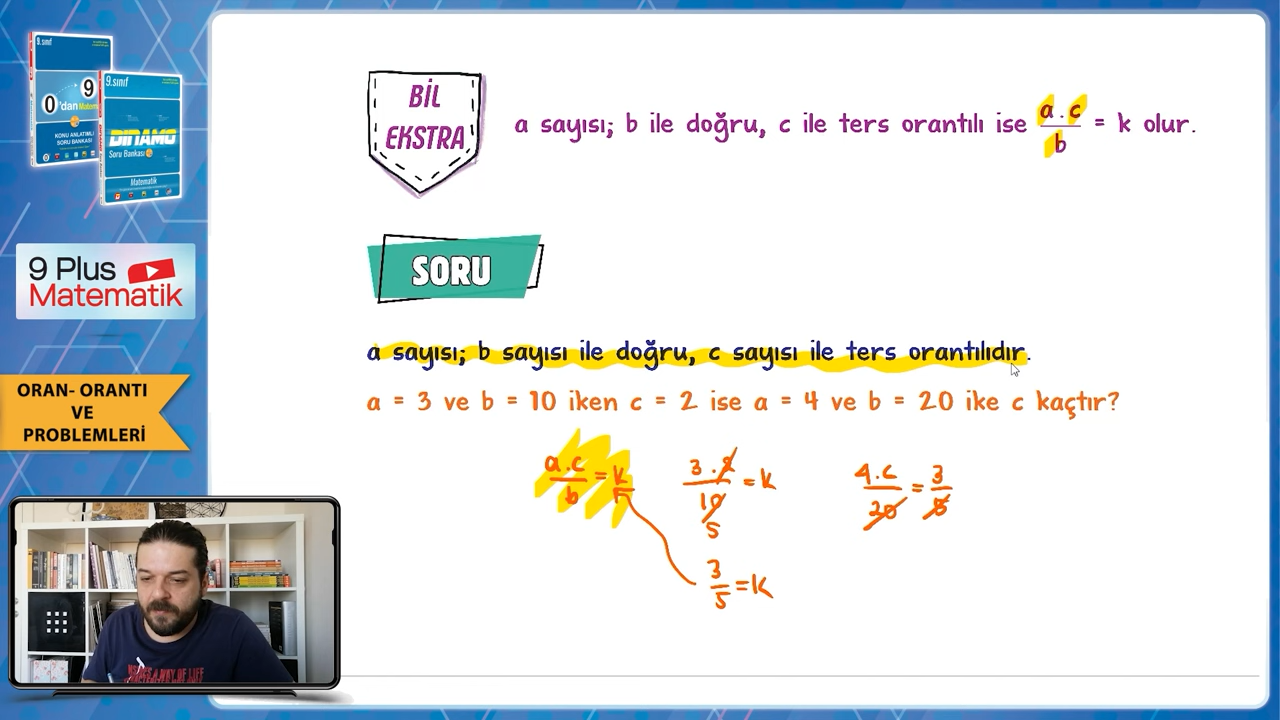 9.sınıf
0'dan 9
Matematik
KONU ANLATIMLI
SORU BANKASI
9.sınıf
DİNAMO
Soru Bankası
Matematik
9 Plus
Matematik
ORAN- ORANTI
VE
PROBLEMLERİ
BİL
EKSTRA
a sayısı; b ile doğru, c ile ters orantılı ise a.c/b = k olur.
SORU
a sayısı; b sayısı ile doğru, c sayısı ile ters orantılıdır.
a = 3 ve b = 10 iken c = 2 ise a = 4 ve b = 20 ike c kaçtır?
a.c/b = k
3.2/10 = k
5
4.c/20 = 3/5
3/5 = k